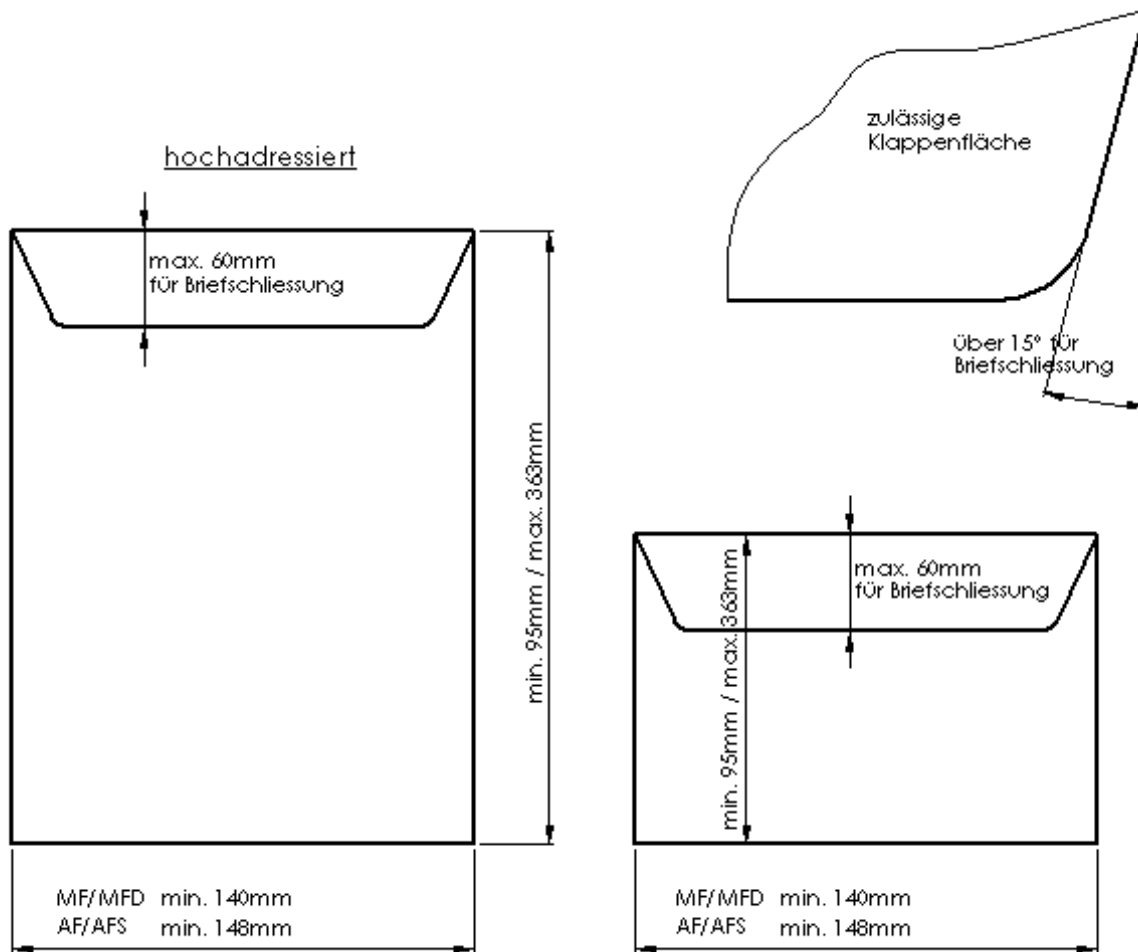 zulässige
Klappenfläche
hochadressiert
max. 60mm
für Briefschliessung
über 15° für
Briefschliessung
min. 95mm / max. 363mm
max. 60mm
für Briefschliessung
min. 95mm / max. 363mm
MF/MFD min. 140mm
AF/AFS min. 148mm
MF/MFD min. 140mm
AF/AFS min. 148mm